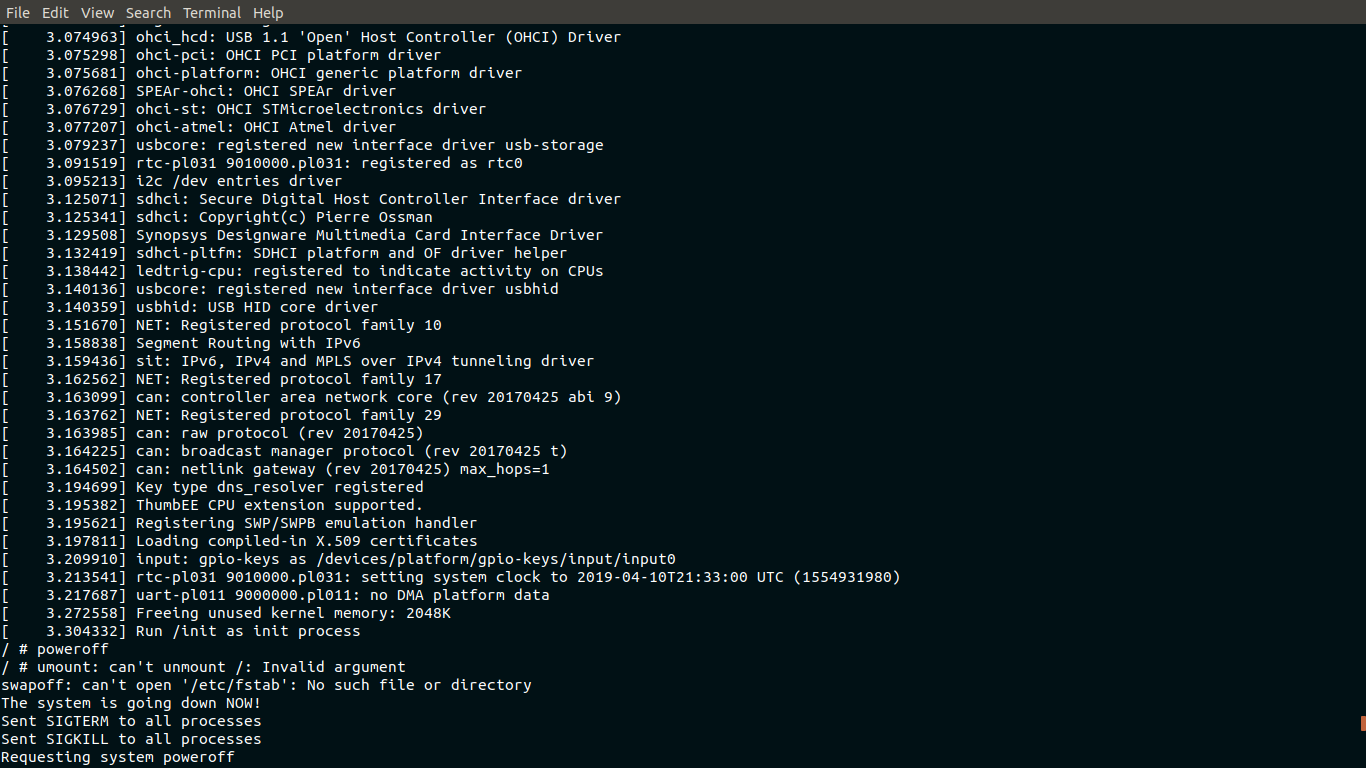 File Edit View Search Terminal Help
[    3.074963] ohci_hcd: USB 1.1 'Open' Host Controller (OHCI) Driver
[    3.075298] ohci-pci: OHCI PCI platform driver
[    3.075681] ohci-platform: OHCI generic platform driver
[    3.076268] SPEAr-ohci: OHCI SPEAr driver
[    3.076729] ohci-st: OHCI STMicroelectronics driver
[    3.077207] ohci-atmel: OHCI Atmel driver
[    3.079237] usbcore: registered new interface driver usb-storage
[    3.091519] rtc-pl031 9010000.pl031: registered as rtc0
[    3.095213] i2c /dev entries driver
[    3.125071] sdhci: Secure Digital Host Controller Interface driver
[    3.125341] sdhci: Copyright(c) Pierre Ossman
[    3.129508] Synopsys Designware Multimedia Card Interface Driver
[    3.132419] sdhci-pltfm: SDHCI platform and OF driver helper
[    3.138442] ledtrig-cpu: registered to indicate activity on CPUs
[    3.140136] usbcore: registered new interface driver usbhid
[    3.140359] usbhid: USB HID core driver
[    3.151670] NET: Registered protocol family 10
[    3.158838] Segment Routing with IPv6
[    3.159436] sit: IPv6, IPv4 and MPLS over IPv4 tunneling driver
[    3.162562] NET: Registered protocol family 17
[    3.163099] can: controller area network core (rev 20170425 abi 9)
[    3.163762] NET: Registered protocol family 29
[    3.163985] can: raw protocol (rev 20170425)
[    3.164225] can: broadcast manager protocol (rev 20170425 t)
[    3.164502] can: netlink gateway (rev 20170425) max_hops=1
[    3.194699] Key type dns_resolver registered
[    3.195382] ThumbEE CPU extension supported.
[    3.195621] Registering SWP/SWPB emulation handler
[    3.197811] Loading compiled-in X.509 certificates
[    3.209910] input: gpio-keys as /devices/platform/gpio-keys/input/input0
[    3.213541] rtc-pl031 9010000.pl031: setting system clock to 2019-04-10T21:33:00 UTC (1554931980)
[    3.217687] uart-pl011 9000000.pl011: no DMA platform data
[    3.272558] Freeing unused kernel memory: 2048K
[    3.304332] Run /init as init process
/ # poweroff
/ # umount: can't unmount /: Invalid argument
swapoff: can't open '/etc/fstab': No such file or directory
The system is going down NOW!
Sent SIGTERM to all processes
Sent SIGKILL to all processes
Requesting system poweroff